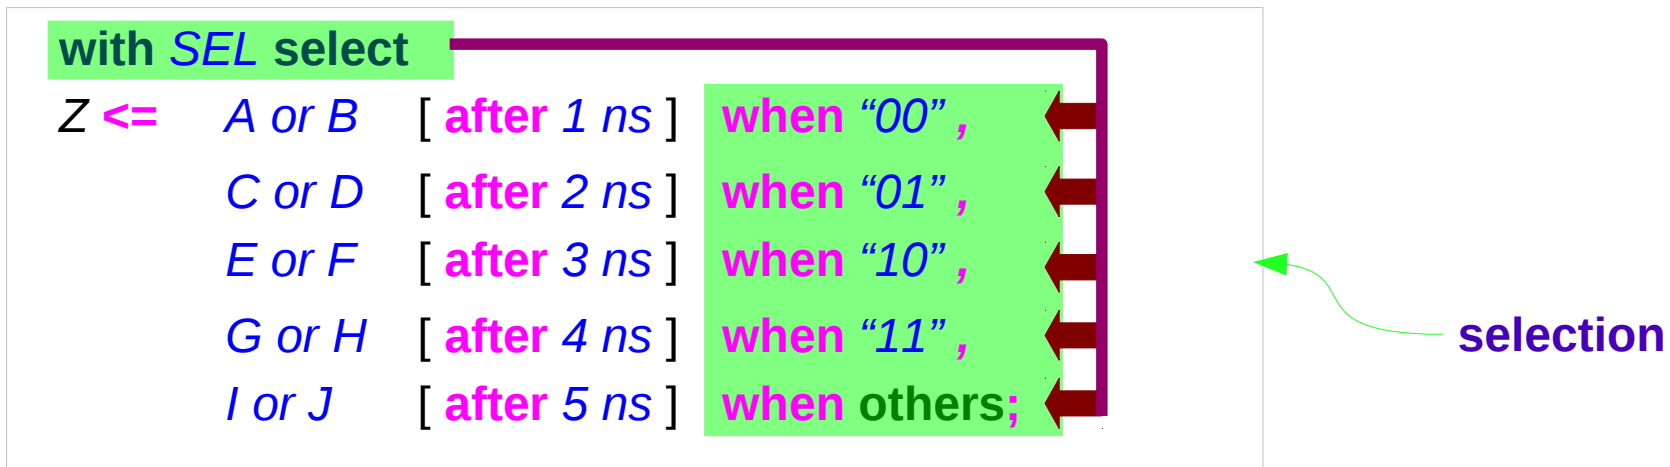 with SEL select
Z <= A or B [ after 1 ns ] when “00” ,
C or D [ after 2 ns ] when “01” ,
E or F [ after 3 ns ] when “10” ,
G or H [ after 4 ns ] when “11” ,
I or J [ after 5 ns ] when others;
selection